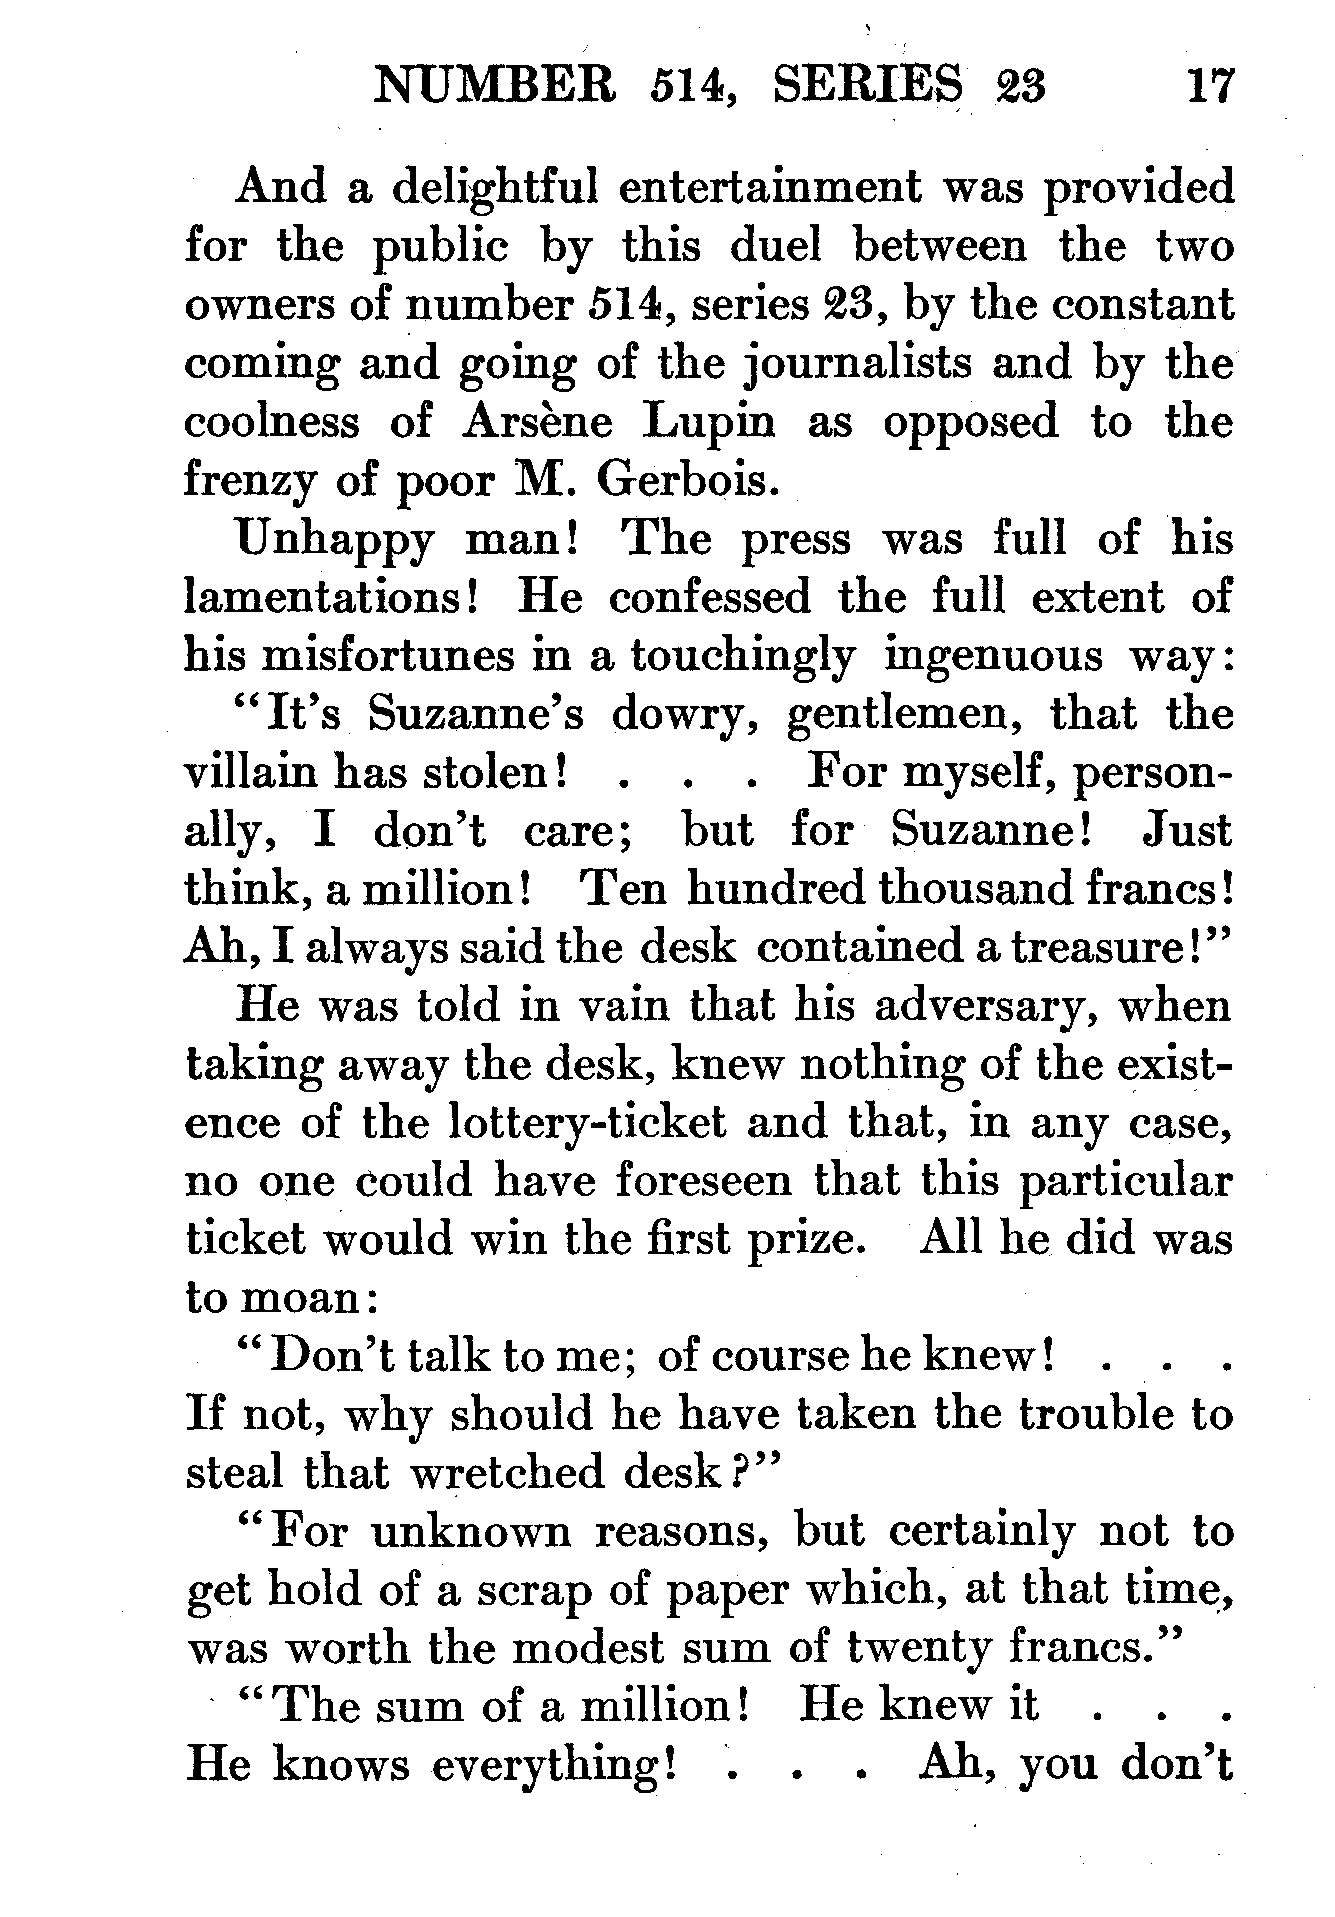 NUMBER 514, SERIES 23 17
And a delightful entertainment was provided
for the public by this duel between the two
owners of number 514, series 23, by the constant
coming and going of the journalists and by the
coolness of Arsène Lupin as opposed to the
frenzy of poor M. Gerbois.
Unhappy man! The press was full of his
lamentations! He confessed the full extent of
his misfortunes in a touchingly ingenuous way:
“It’s Suzanne’s dowry, gentlemen, that the
villain has stolen! . . . For myself, person-
ally, I don’t care; but for Suzanne! Just
think, a million! Ten hundred thousand francs!
Ah, I always said the desk contained a treasure!”
He was told in vain that his adversary, when
taking away the desk, knew nothing of the exist-
ence of the lottery-ticket and that, in any case,
no one could have foreseen that this particular
ticket would win the first prize. All he did was
to moan:
“Don’t talk to me; of course he knew! . . .
If not, why should he have taken the trouble to
steal that wretched desk?”
“For unknown reasons, but certainly not to
get hold of a scrap of paper which, at that time,
was worth the modest sum of twenty francs.”
“The sum of a million! He knew it . . .
He knows everything! . . . Ah, you don’t